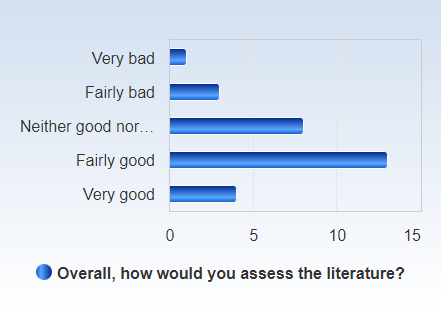 Very bad
Fairly bad
Neither good nor…
Fairly good
Very good
0 5 10 15
Overall, how would you assess the literature?